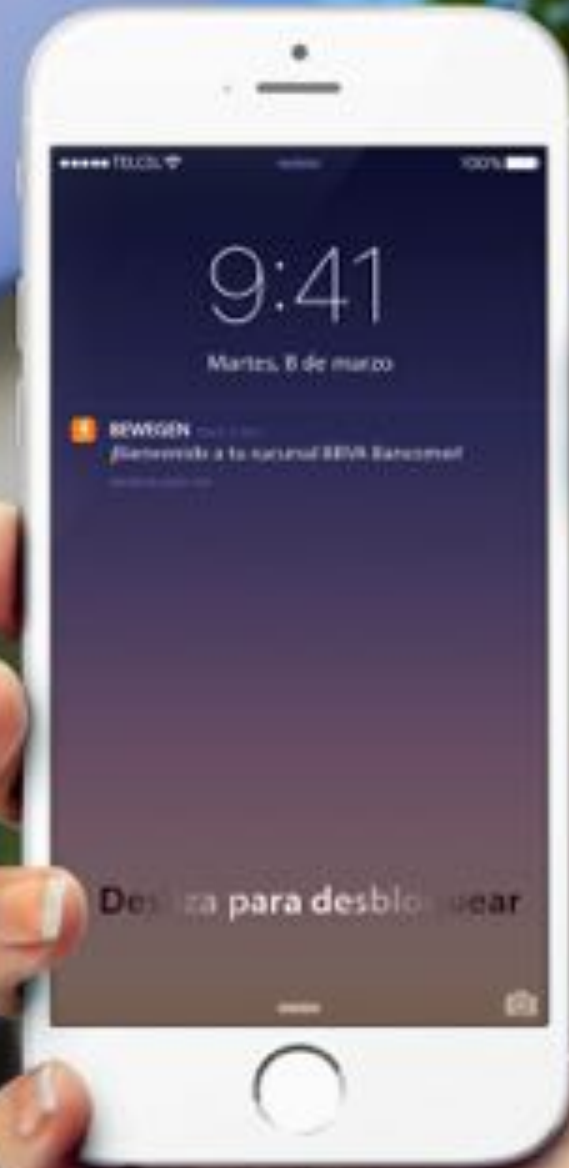 TELCEL 100%
9:41
Martes, 8 de marzo
BEWEGEN
¡Bienvenido a tu sucursal BBVA Bancomer!
Desliza para desbloquear